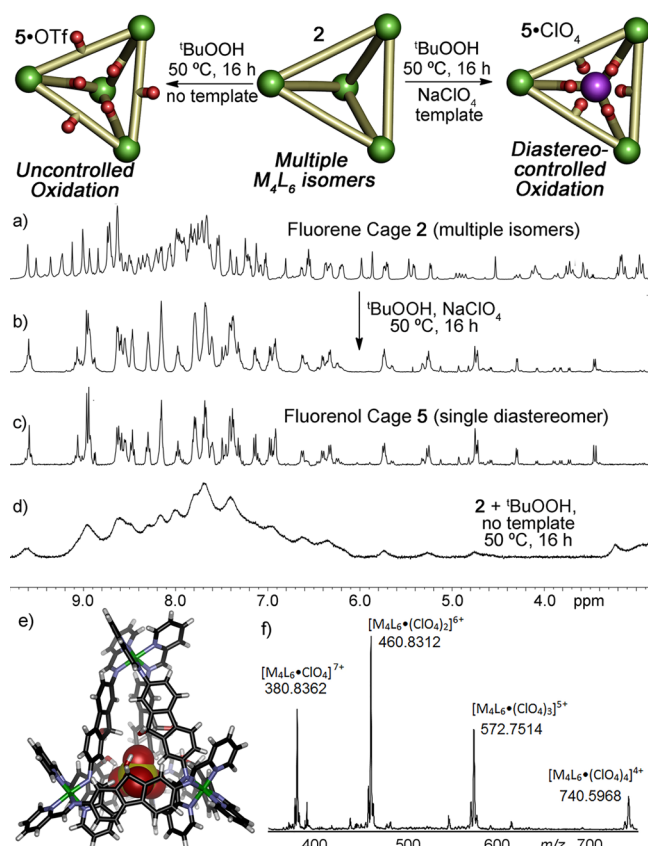 5•OTf
2
5•ClO₄
ᵗBuOOH
50 ºC, 16 h
no template
ᵗBuOOH
50 ºC, 16 h
NaClO₄
template
Uncontrolled
Oxidation
Multiple
M₄L₆ isomers
Diastereo-
controlled
Oxidation
a)
Fluorene Cage 2 (multiple isomers)
ᵗBuOOH, NaClO₄
50 ºC, 16 h
b)
c)
Fluorenol Cage 5 (single diastereomer)
d)
2 + ᵗBuOOH,
no template
50 ºC, 16 h
9.0 8.0 7.0 6.0 5.0 4.0 ppm
e)
f)
[M₄L₆•(ClO₄)₂]⁶⁺
460.8312
[M₄L₆•ClO₄]⁷⁺
380.8362
[M₄L₆•(ClO₄)₃]⁵⁺
572.7514
[M₄L₆•(ClO₄)₄]⁴⁺
740.5968
400 500 600 m/z 700